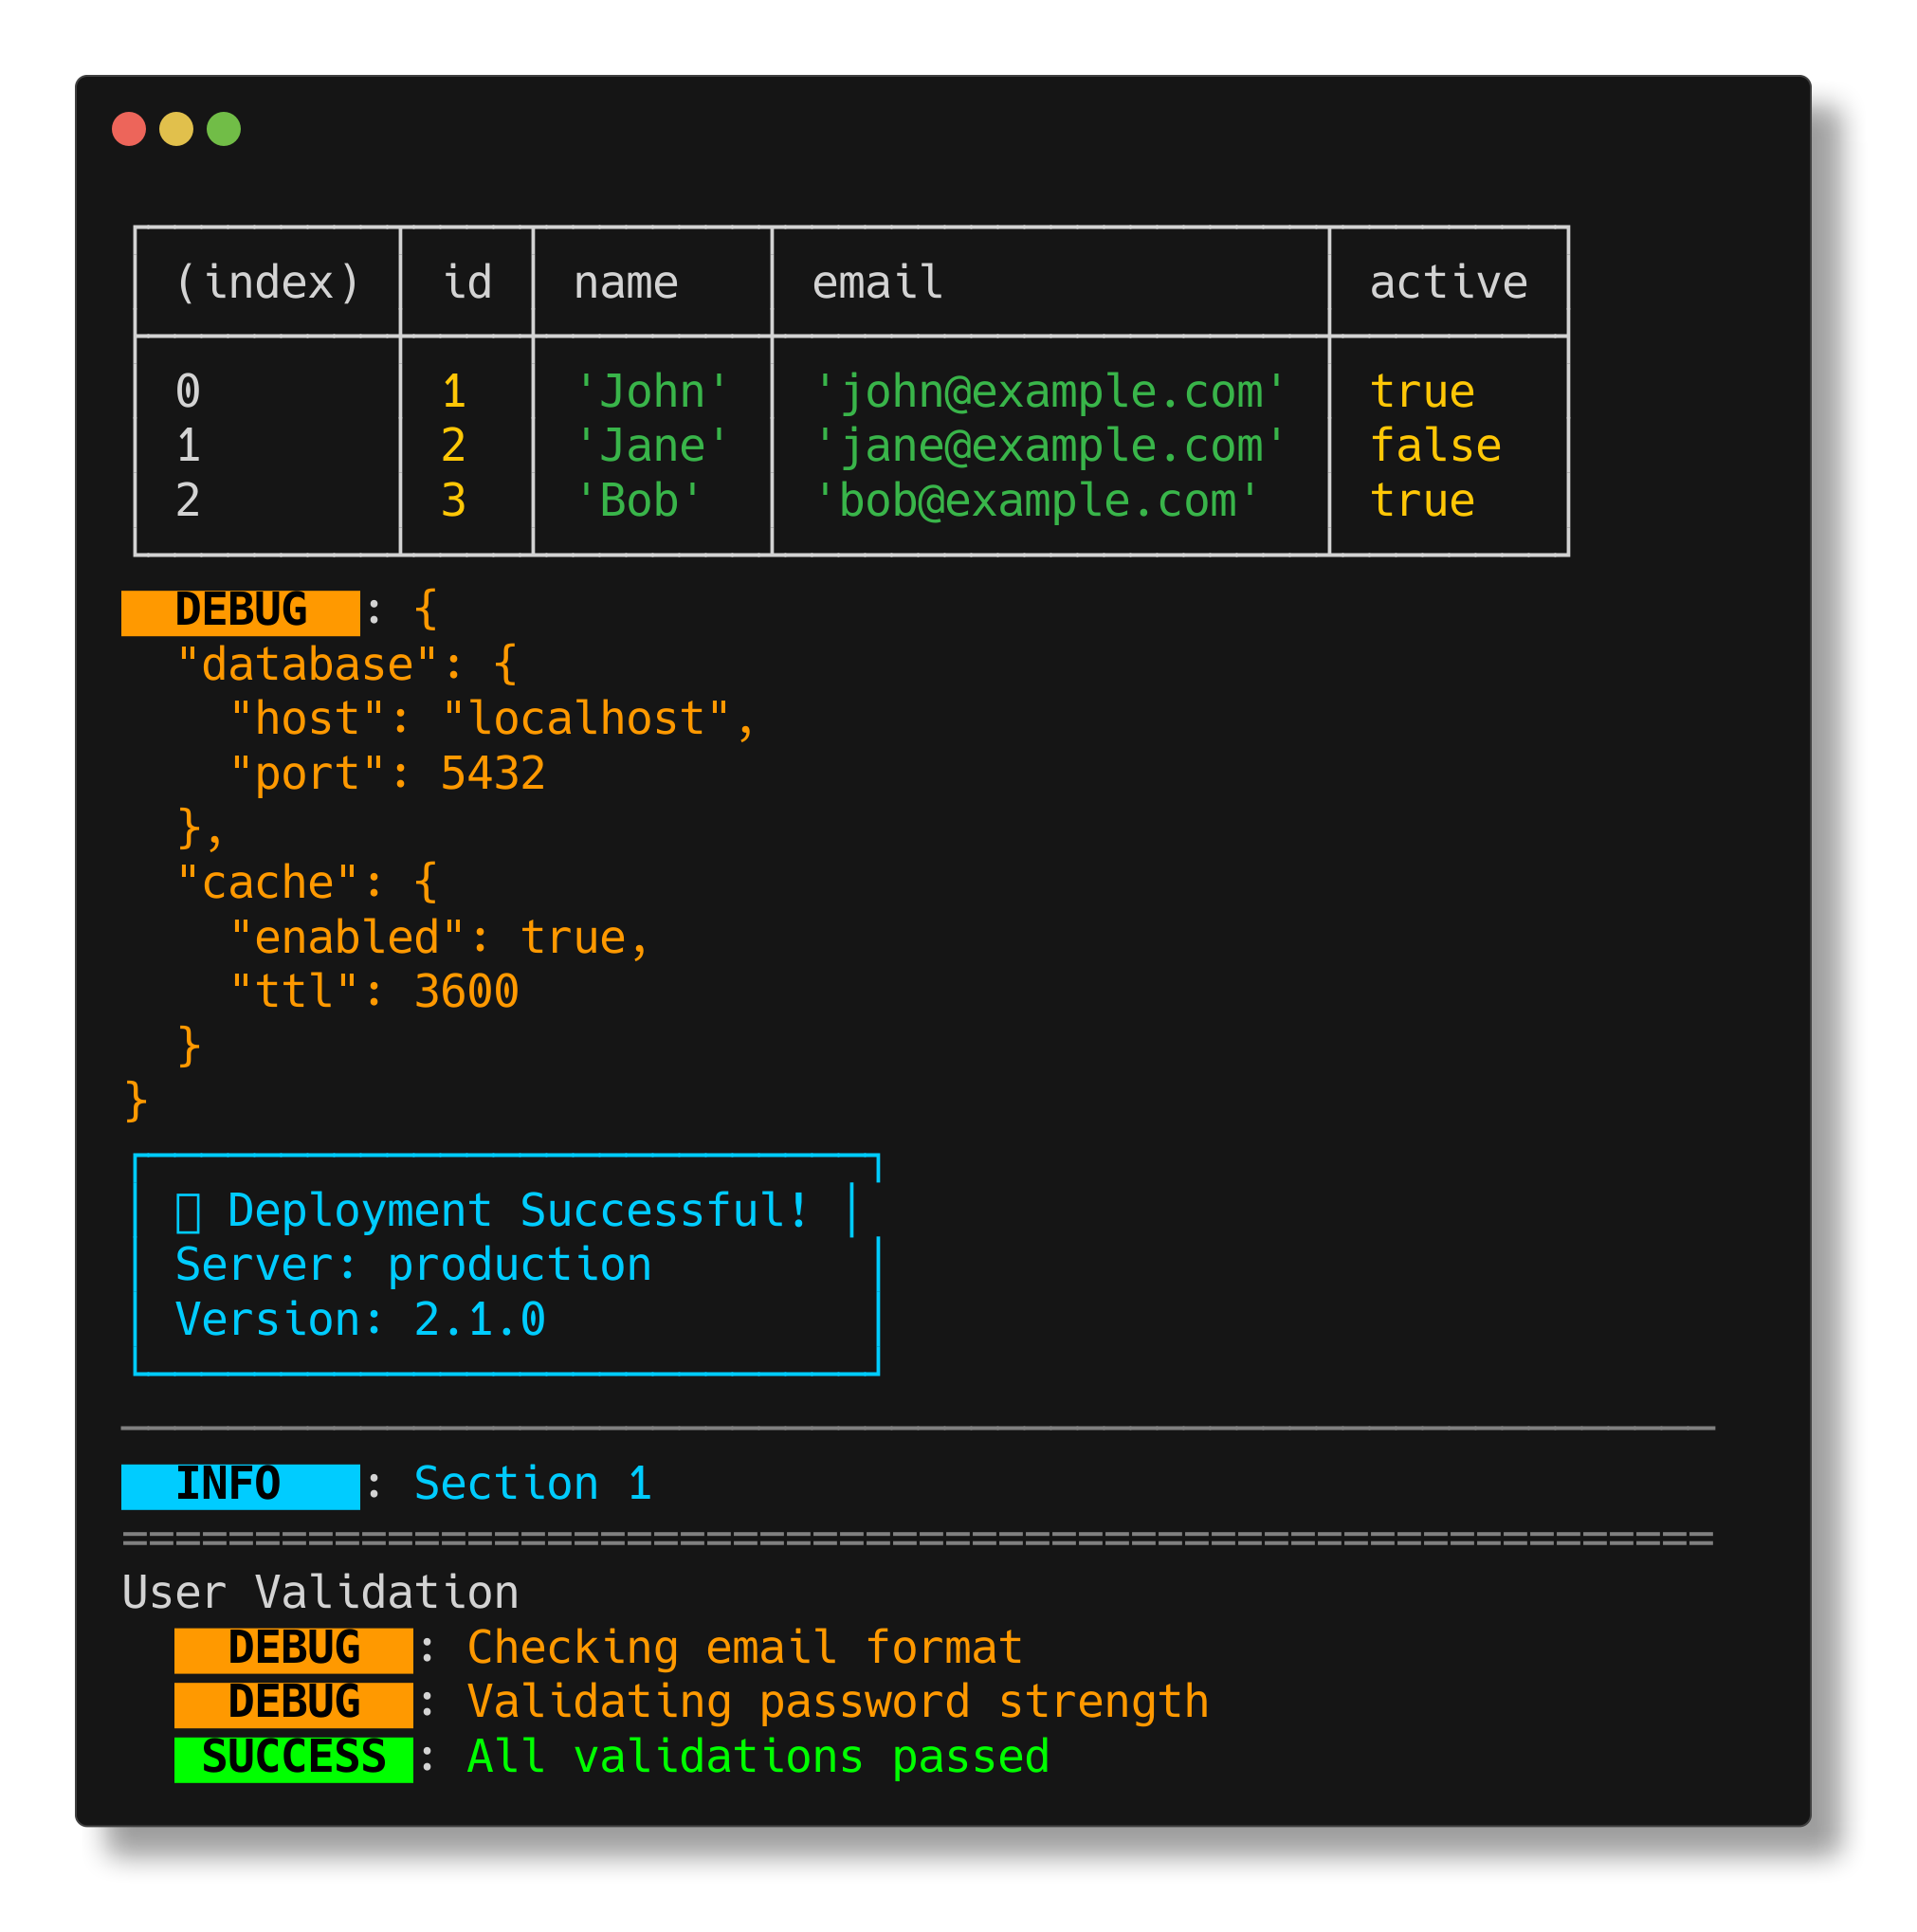 (index) id name email active
0 1 'John' 'john@example.com' true
1 2 'Jane' 'jane@example.com' false
2 3 'Bob' 'bob@example.com' true
DEBUG : {
  "database": {
    "host": "localhost",
    "port": 5432
  },
  "cache": {
    "enabled": true,
    "ttl": 3600
  }
}
Deployment Successful!
Server: production
Version: 2.1.0
INFO : Section 1
============================================================
User Validation
DEBUG : Checking email format
DEBUG : Validating password strength
SUCCESS : All validations passed